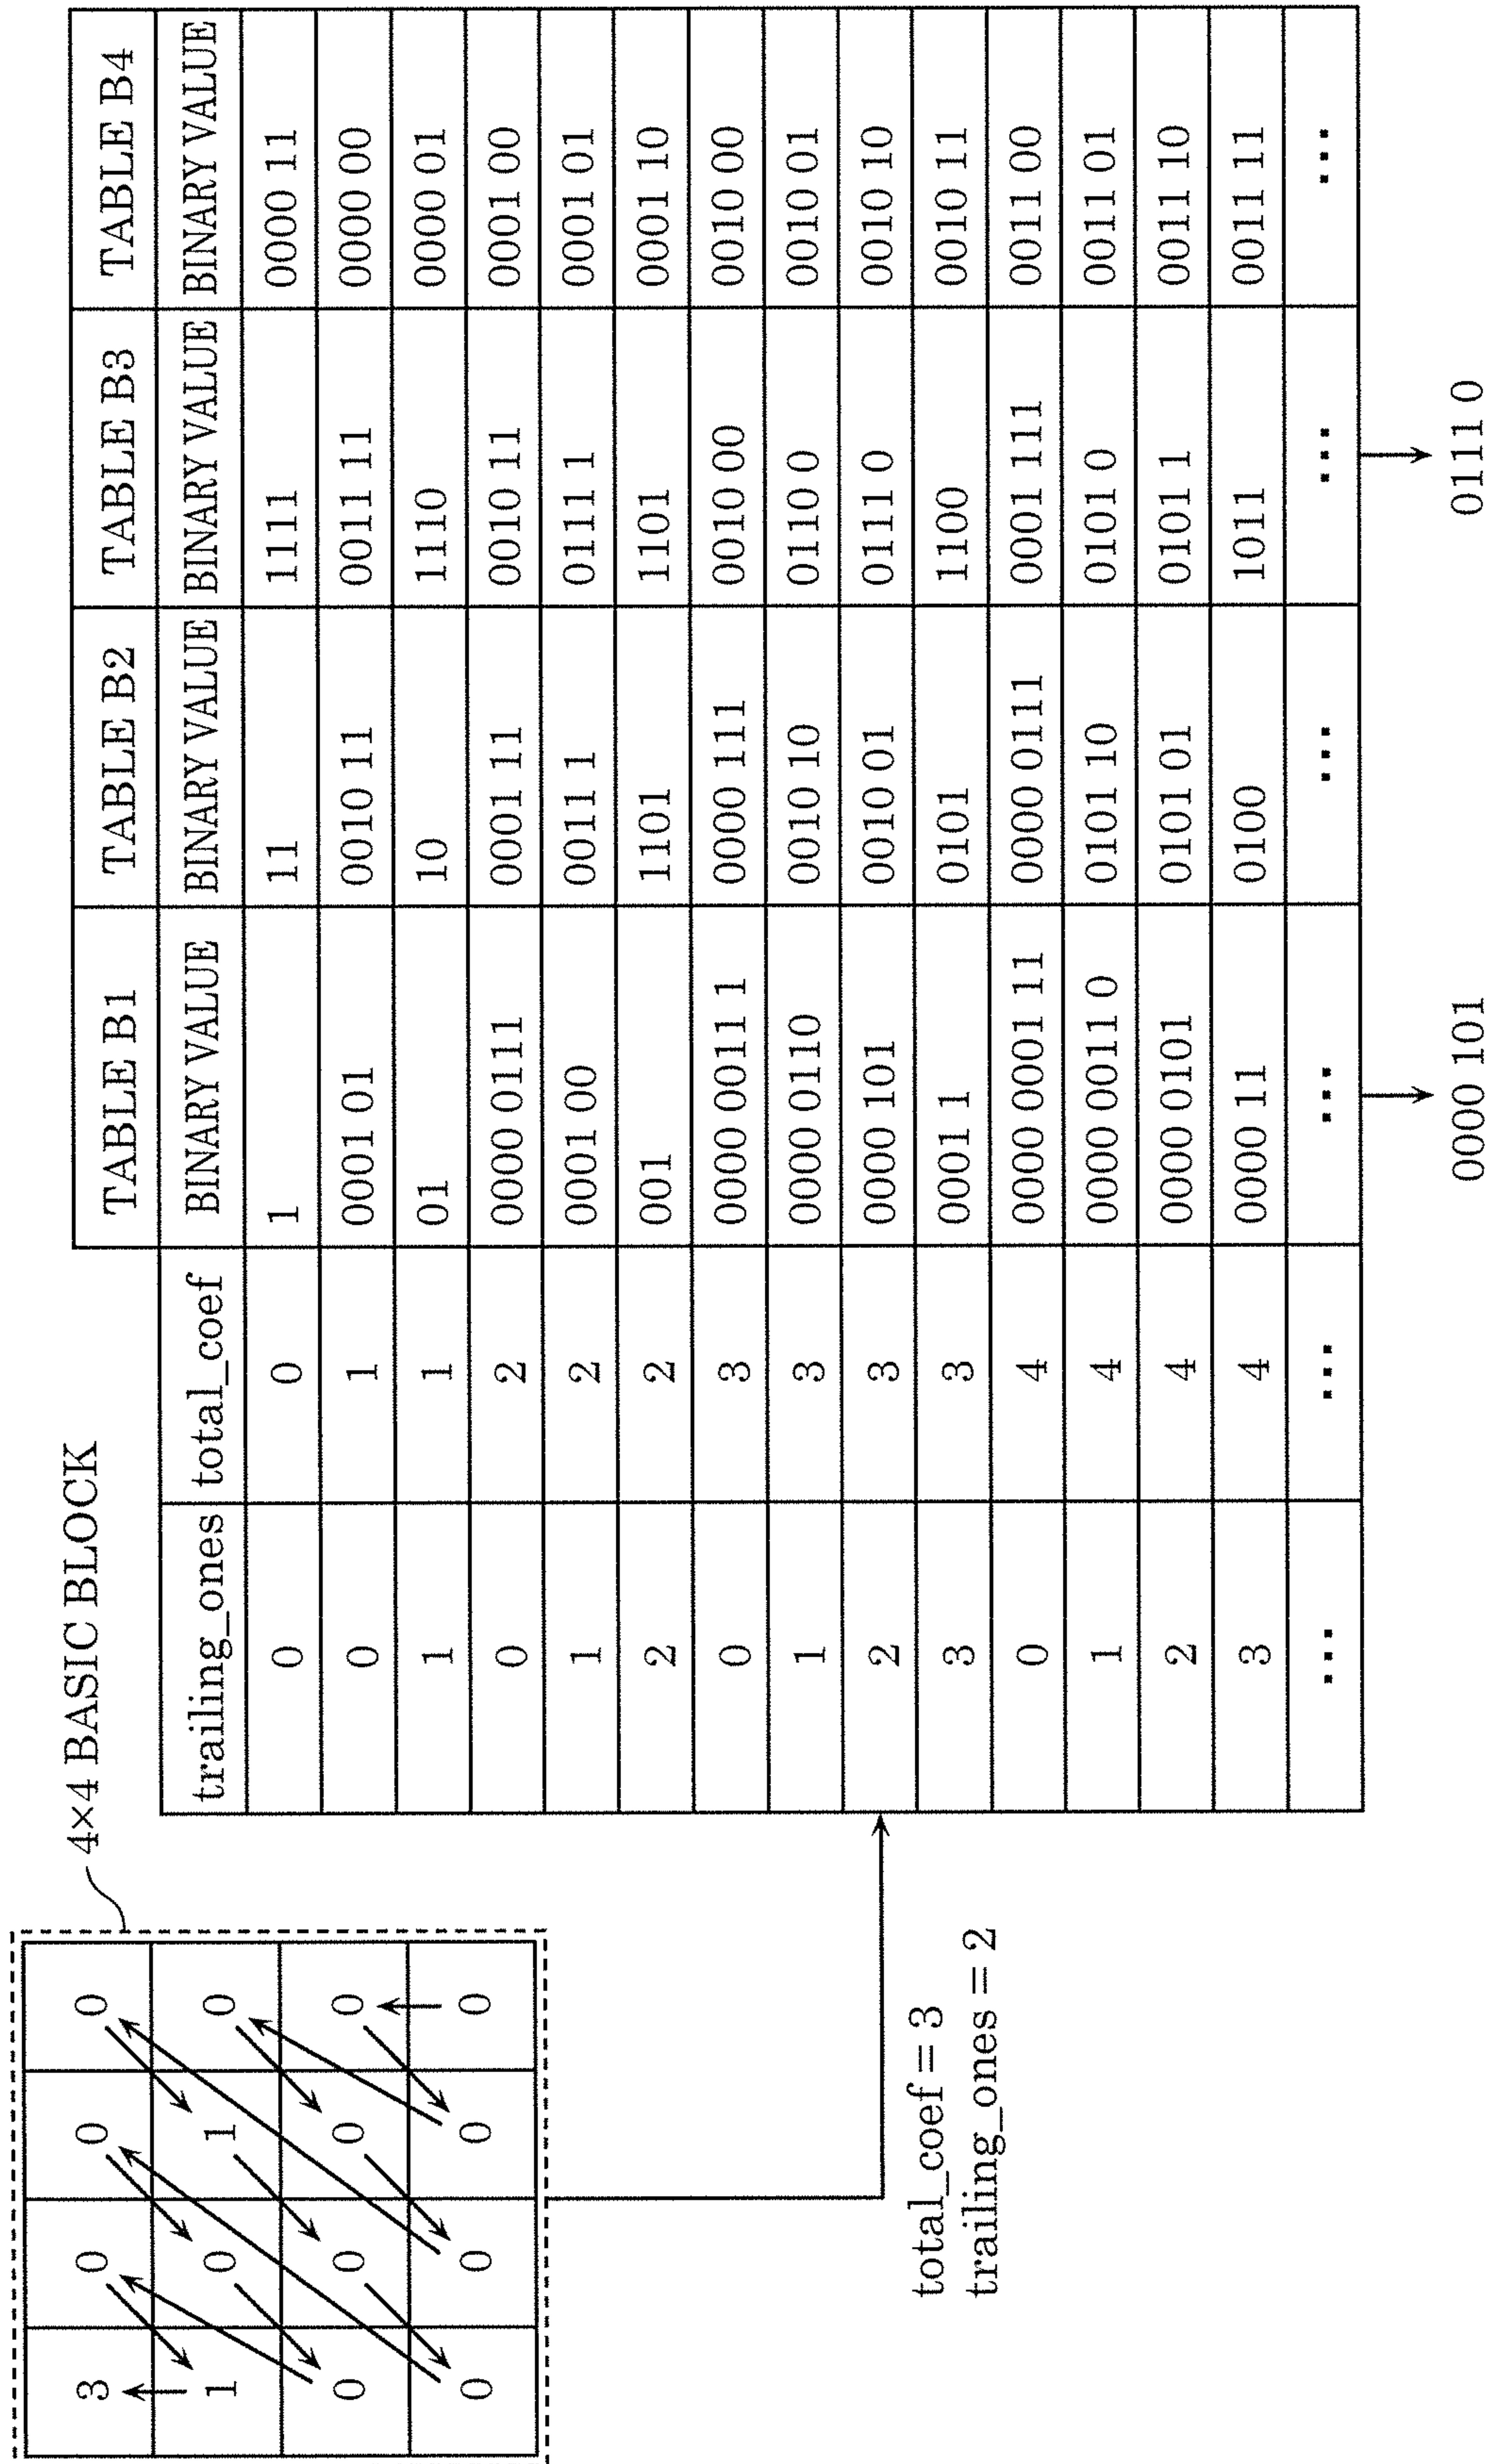 4×4 BASIC BLOCK
3 0 0 0
1 0 1 0
0 0 0 0
0 0 0 0
total_coef = 3
trailing_ones = 2
TABLE B1 TABLE B2 TABLE B3 TABLE B4
trailing_ones total_coef BINARY VALUE BINARY VALUE BINARY VALUE BINARY VALUE
0 0 1 11 1111 0000 11
0 1 0001 01 0010 11 0011 11 0000 00
1 1 01 10 1110 0000 01
0 2 0000 0111 0001 11 0010 11 0001 00
1 2 0001 00 0011 1 0111 1 0001 01
2 2 001 1101 1101 0001 10
0 3 0000 0011 1 0000 111 0010 00 0010 00
1 3 0000 0110 0010 10 0110 0 0010 01
2 3 0000 101 0010 01 0111 0 0010 10
3 3 0001 1 0101 1100 0010 11
0 4 0000 0001 11 0000 0111 0001 111 0011 00
1 4 0000 0011 0 0101 10 0101 0 0011 01
2 4 0000 0101 0101 01 0101 1 0011 10
3 4 0000 11 0100 1011 0011 11
... ... ... ... ... ...
0000 101 0111 0